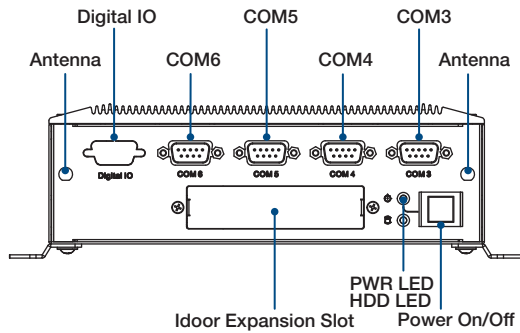 Digital IO COM5 COM3
Antenna COM6 COM4 Antenna
Digital IO COM 6 COM 5 COM 4 COM 3
PWR LED
HDD LED
Idoor Expansion Slot Power On/Off